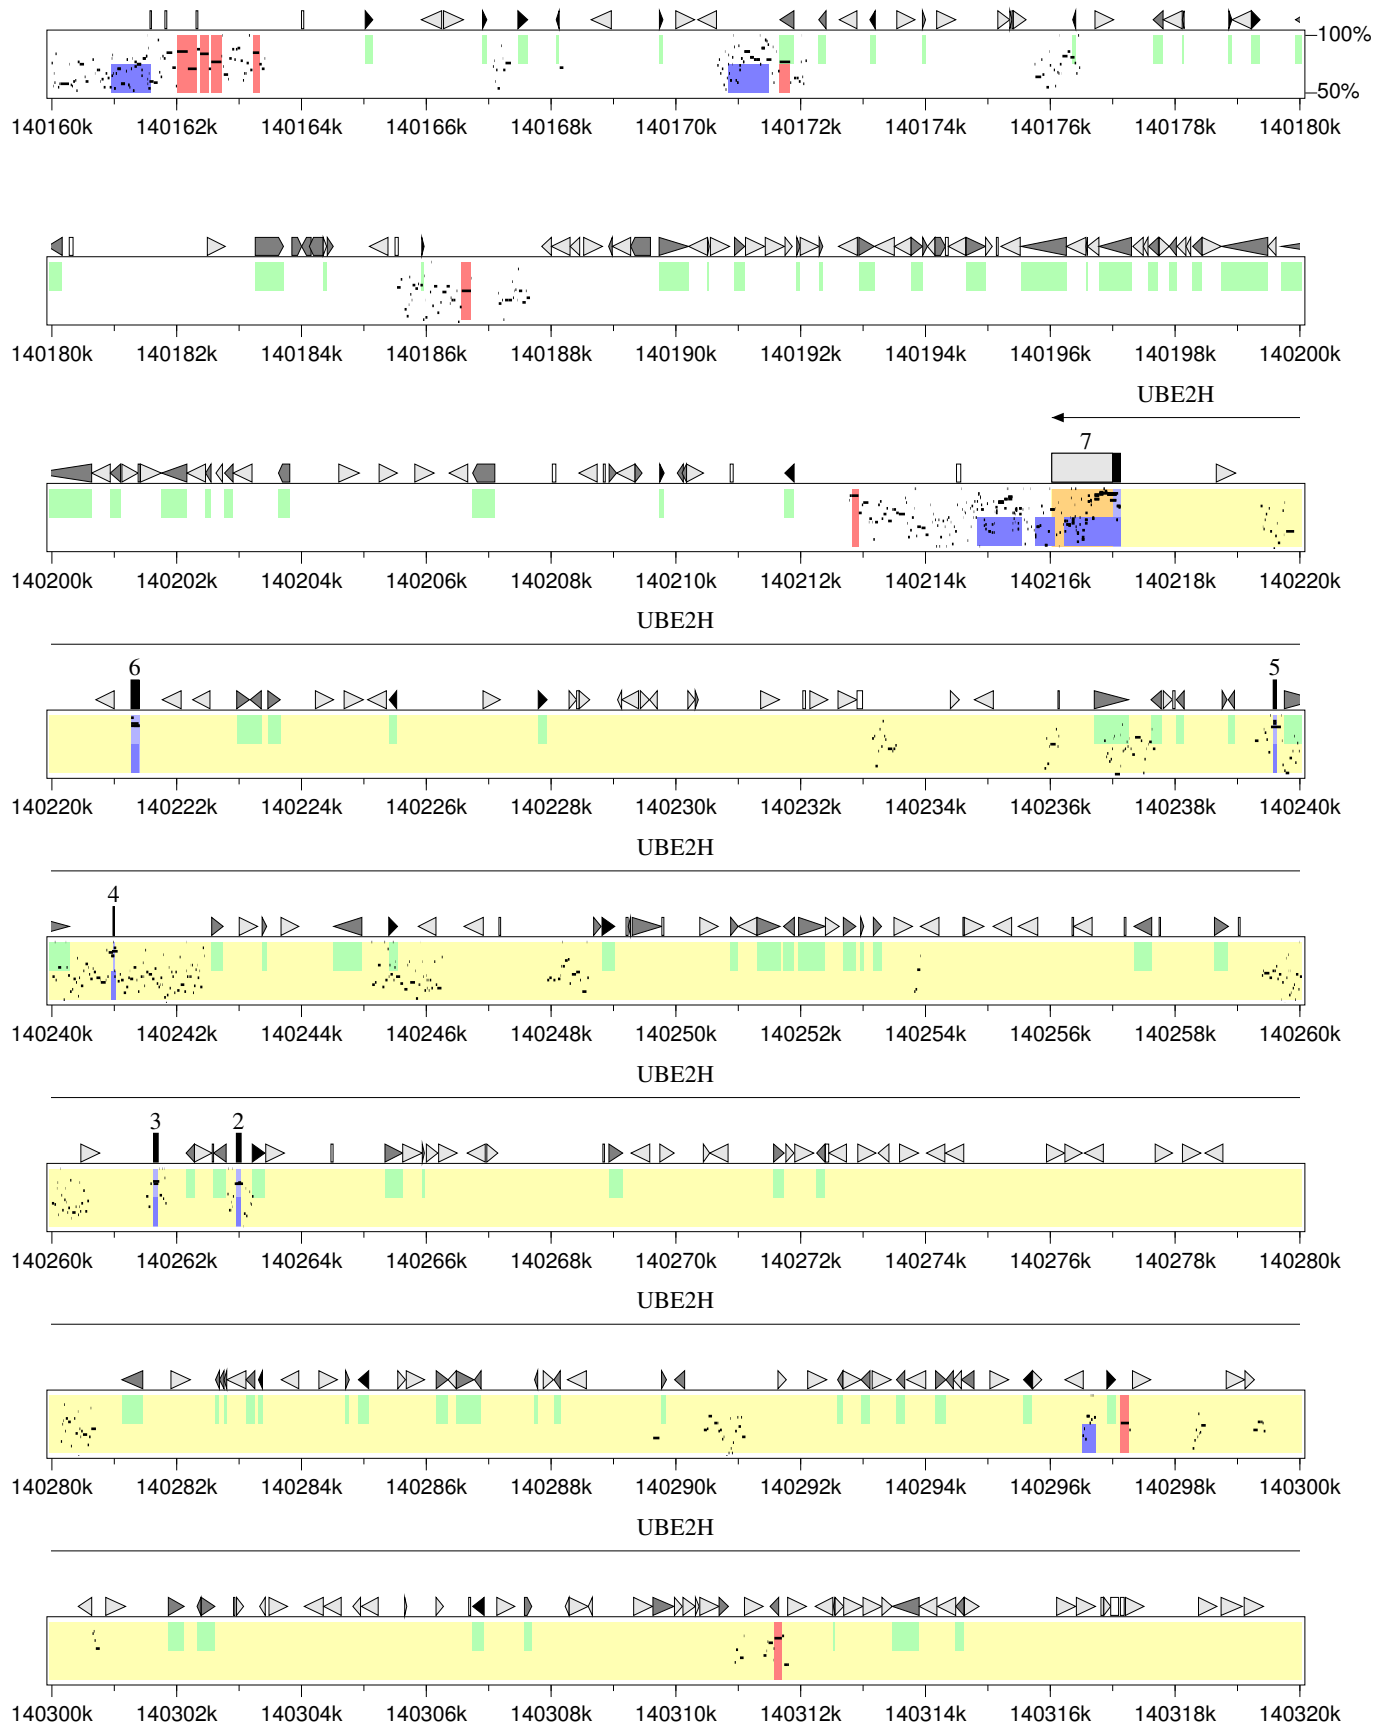 100%
50%
140160k 140162k 140164k 140166k 140168k 140170k 140172k 140174k 140176k 140178k 140180k
140180k 140182k 140184k 140186k 140188k 140190k 140192k 140194k 140196k 140198k 140200k
UBE2H
7
140200k 140202k 140204k 140206k 140208k 140210k 140212k 140214k 140216k 140218k 140220k
UBE2H
6 5
140220k 140222k 140224k 140226k 140228k 140230k 140232k 140234k 140236k 140238k 140240k
UBE2H
4
140240k 140242k 140244k 140246k 140248k 140250k 140252k 140254k 140256k 140258k 140260k
UBE2H
3 2
140260k 140262k 140264k 140266k 140268k 140270k 140272k 140274k 140276k 140278k 140280k
UBE2H
140280k 140282k 140284k 140286k 140288k 140290k 140292k 140294k 140296k 140298k 140300k
UBE2H
140300k 140302k 140304k 140306k 140308k 140310k 140312k 140314k 140316k 140318k 140320k